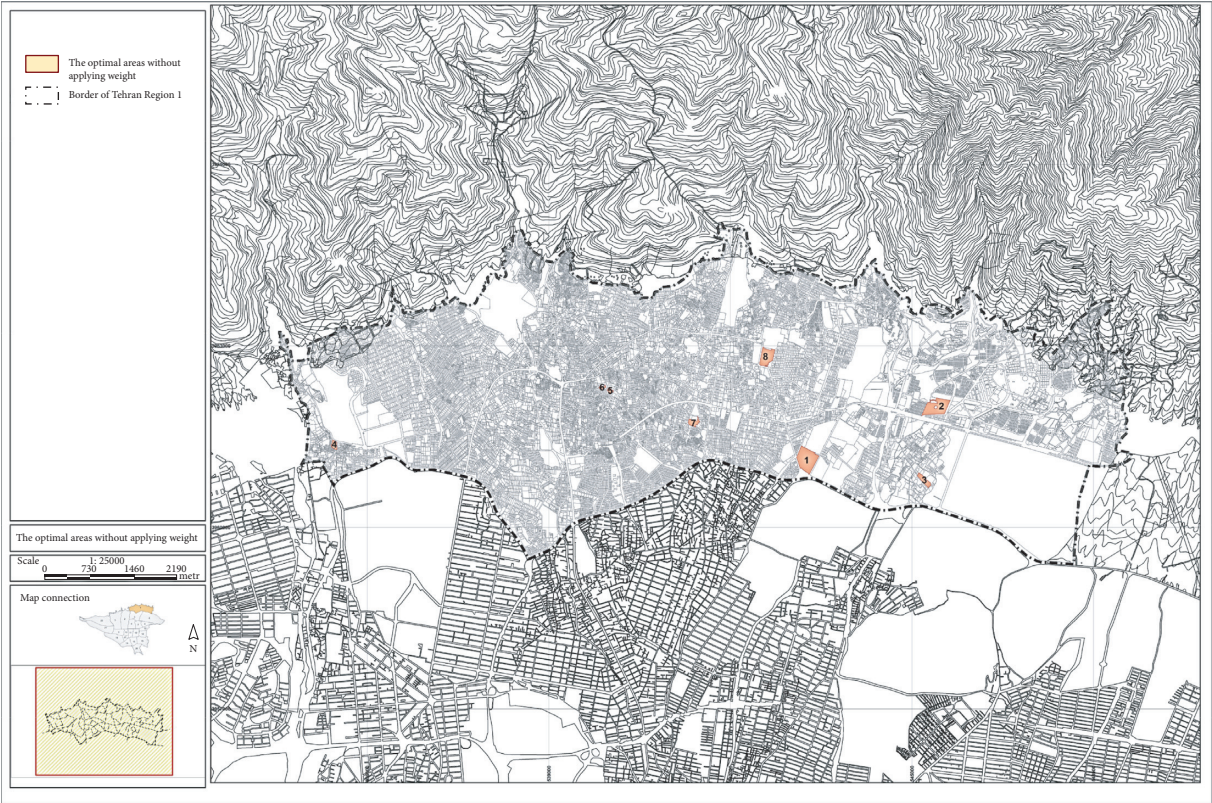 The optimal areas without
applying weight
Border of Tehran Region 1
The optimal areas without applying weight
Scale
1: 25000
0 730 1460 2190
metr
Map connection
N
8
6 5
2
7
4
1
3